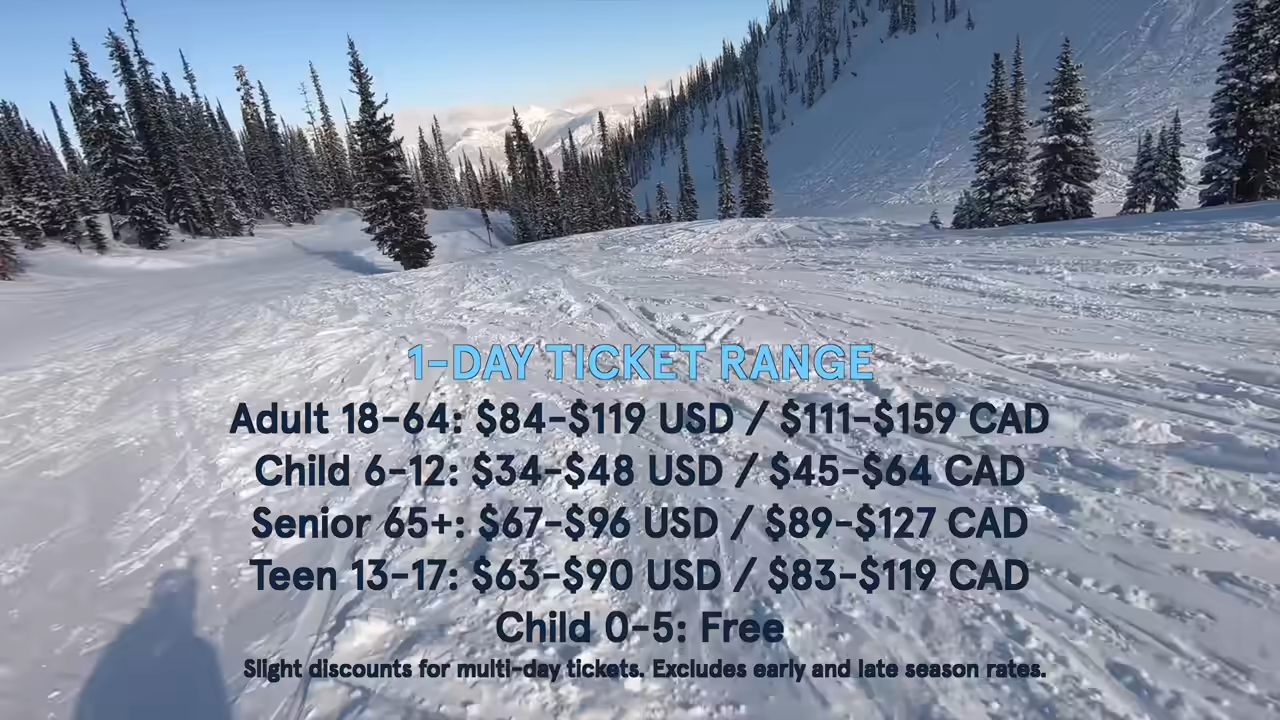 1-DAY TICKET RANGE
Adult 18-64: $84-$119 USD / $111-$159 CAD
Child 6-12: $34-$48 USD / $45-$64 CAD
Senior 65+: $67-$96 USD / $89-$127 CAD
Teen 13-17: $63-$90 USD / $83-$119 CAD
Child 0-5: Free
Slight discounts for multi-day tickets. Excludes early and late season rates.